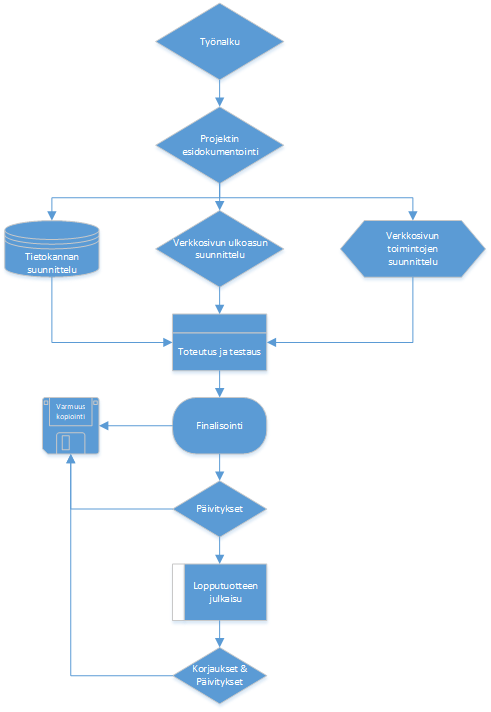 Työnalku
Projektin
esidokumentointi
Tietokannan
suunnittelu
Verkkosivun ulkoasun
suunnittelu
Verkkosivun
toimintojen
suunnittelu
Toteutus ja testaus
Varmuus
kopiointi
Finalisointi
Päivitykset
Lopputuotteen
julkaisu
Korjaukset &
Päivitykset